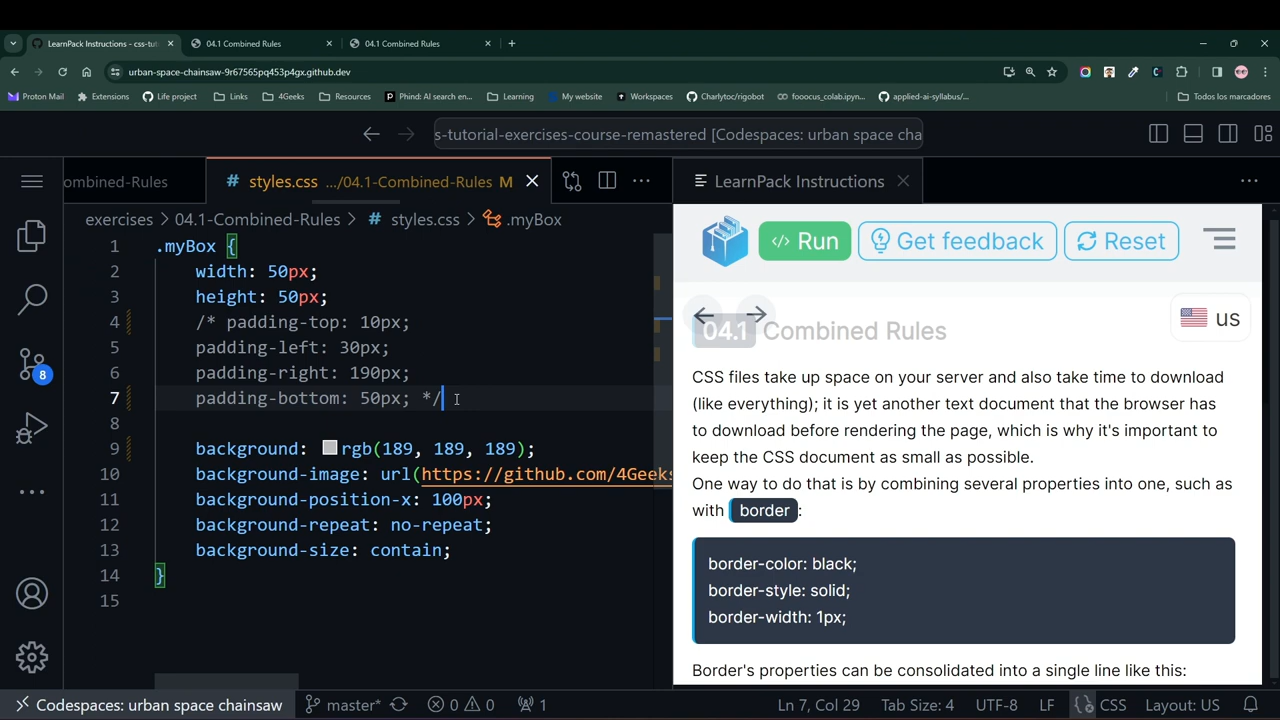 LearnPack Instructions - css-tut
04.1 Combined Rules
04.1 Combined Rules
urban-space-chainsaw-9r67565pq453p4gx.github.dev
Proton Mail
Extensions
Life project
Links
4Geeks
Resources
Phind: AI search en...
Learning
My website
Workspaces
Charlytoc/rigobot
fooocus_colab.ipyn...
applied-ai-syllabus/...
Todos los marcadores
s-tutorial-exercises-course-remastered [Codespaces: urban space cha
ombined-Rules
# styles.css .../04.1-Combined-Rules M
LearnPack Instructions
exercises > 04.1-Combined-Rules > # styles.css > .myBox
1 .myBox {
2 width: 50px;
3 height: 50px;
4 /* padding-top: 10px;
5 padding-left: 30px;
6 padding-right: 190px;
7 padding-bottom: 50px; */
8
9 background: rgb(189, 189, 189);
10 background-image: url(https://github.com/4Geeks
11 background-position-x: 100px;
12 background-repeat: no-repeat;
13 background-size: contain;
14 }
15
</> Run
Get feedback
Reset
us
04.1 Combined Rules
CSS files take up space on your server and also take time to download
(like everything); it is yet another text document that the browser has
to download before rendering the page, which is why it's important to
keep the CSS document as small as possible.
One way to do that is by combining several properties into one, such as
with border :
border-color: black;
border-style: solid;
border-width: 1px;
Border's properties can be consolidated into a single line like this:
8
Codespaces: urban space chainsaw
master*
0 0
1
Ln 7, Col 29
Tab Size: 4
UTF-8
LF
CSS
Layout: US